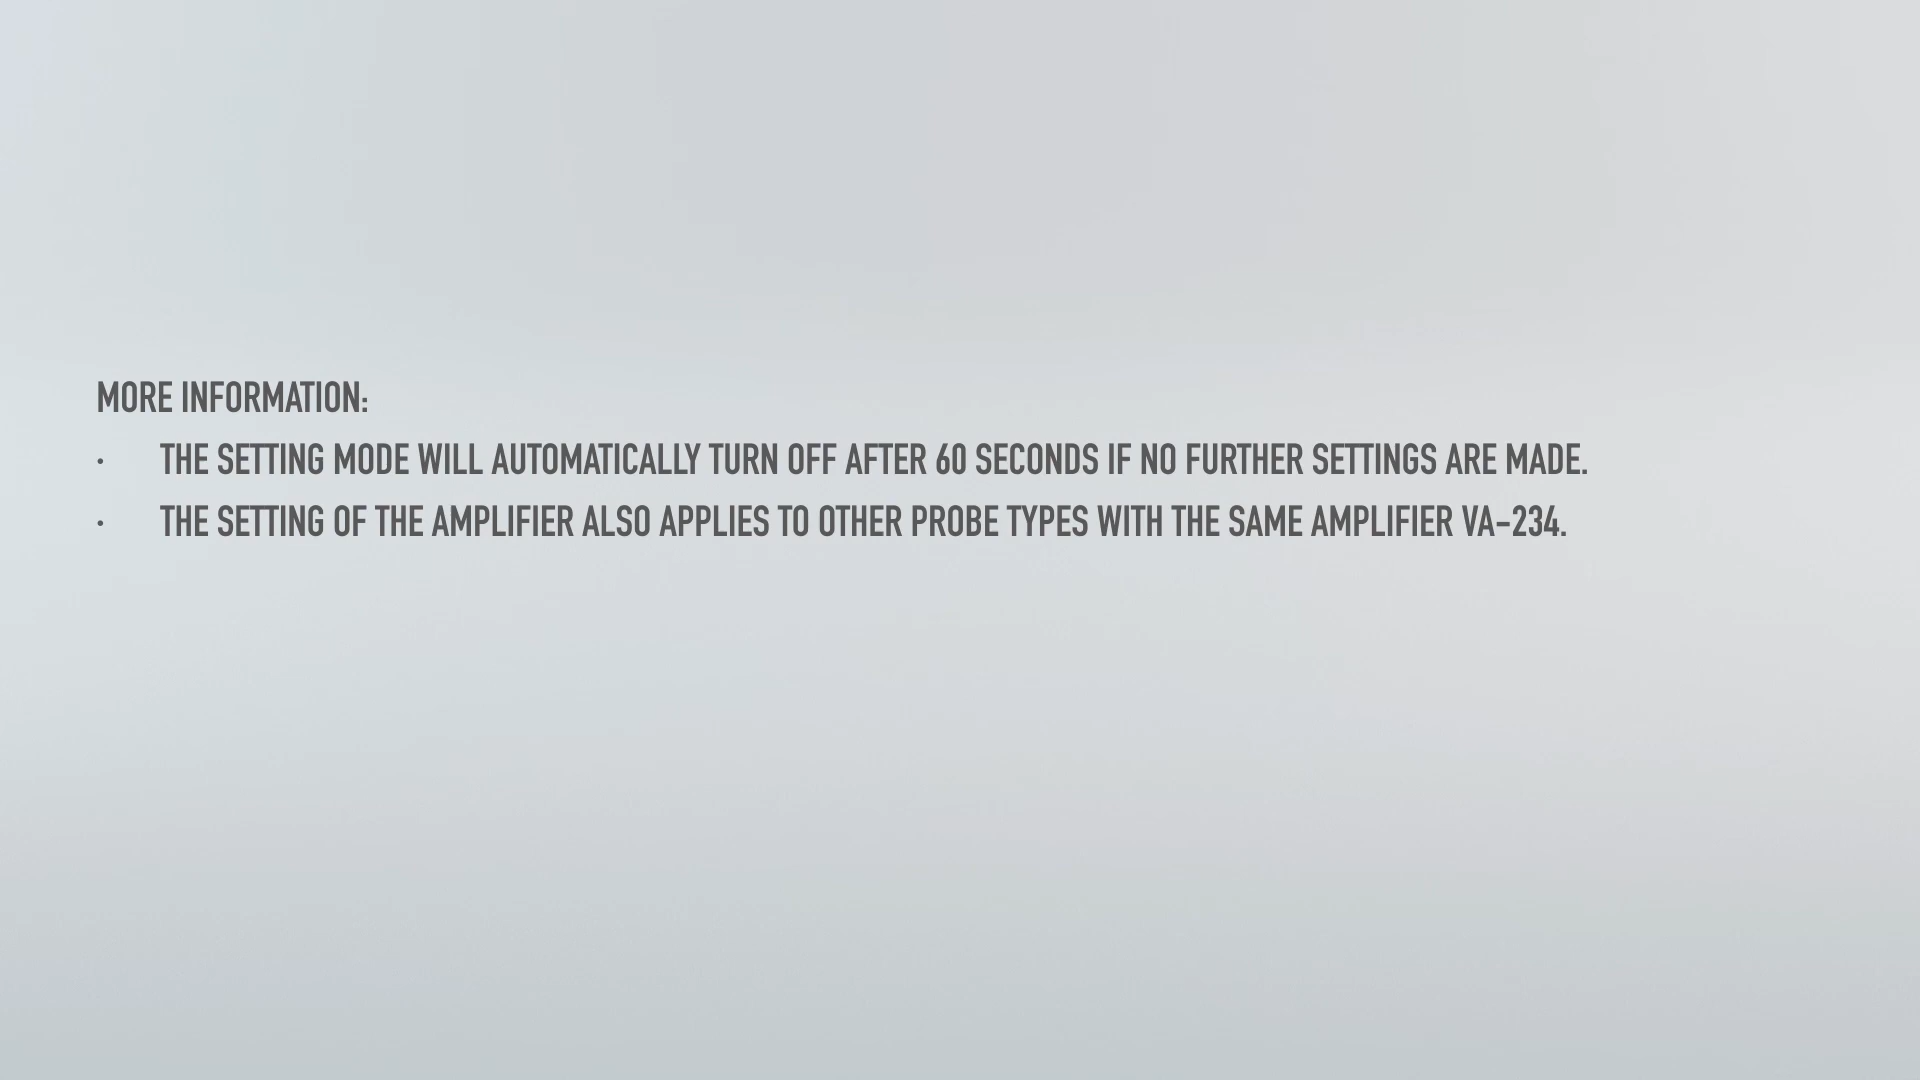 MORE INFORMATION:
· THE SETTING MODE WILL AUTOMATICALLY TURN OFF AFTER 60 SECONDS IF NO FURTHER SETTINGS ARE MADE.
· THE SETTING OF THE AMPLIFIER ALSO APPLIES TO OTHER PROBE TYPES WITH THE SAME AMPLIFIER VA-234.